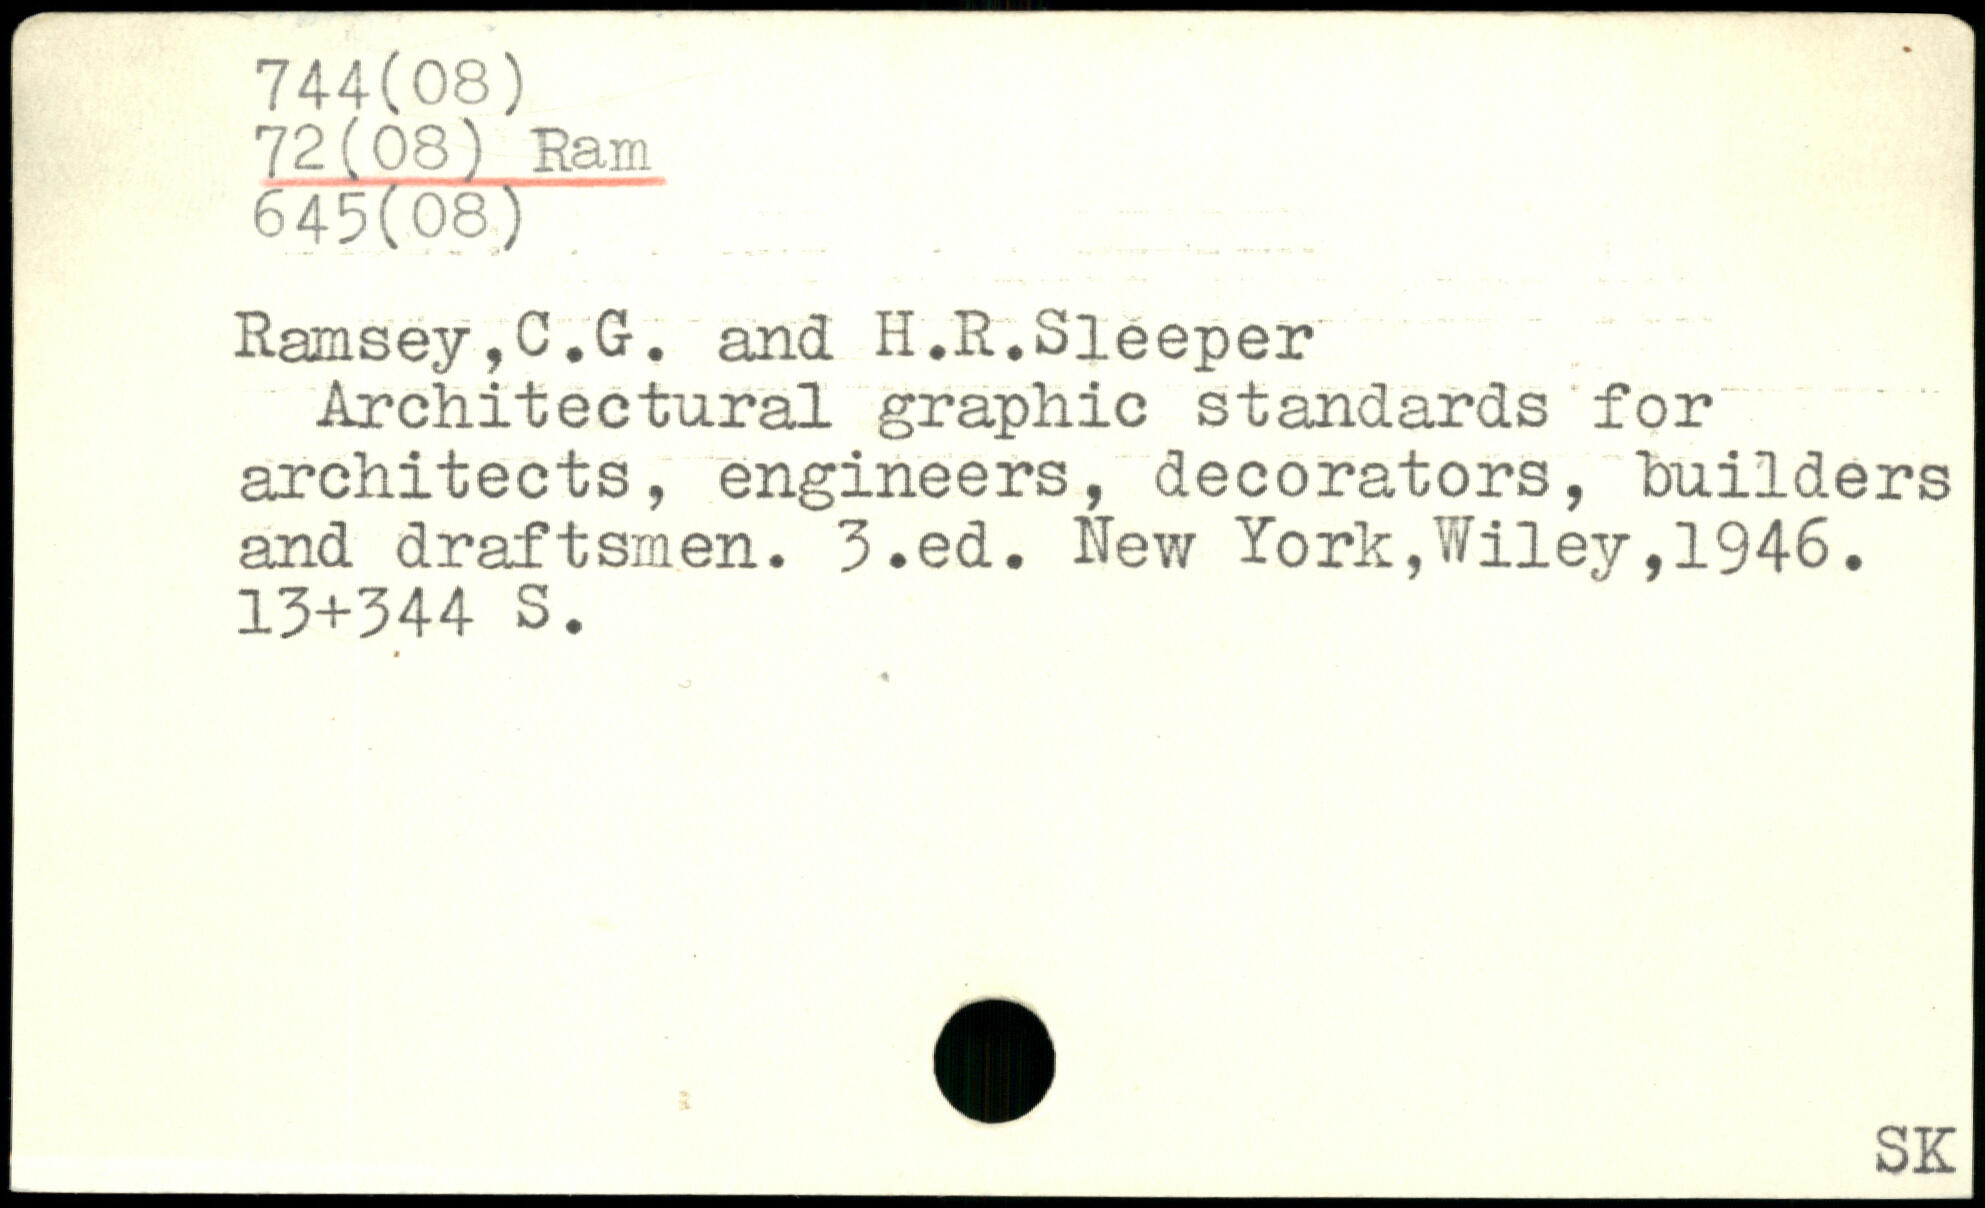 744(08)
72(08) Ram
645(08)
Ramsey,C.G. and H.R.Sleeper
Architectural graphic standards for
architects, engineers, decorators, builders
and draftsmen. 3.ed. New York,Wiley,1946.
13+344 S.
SK